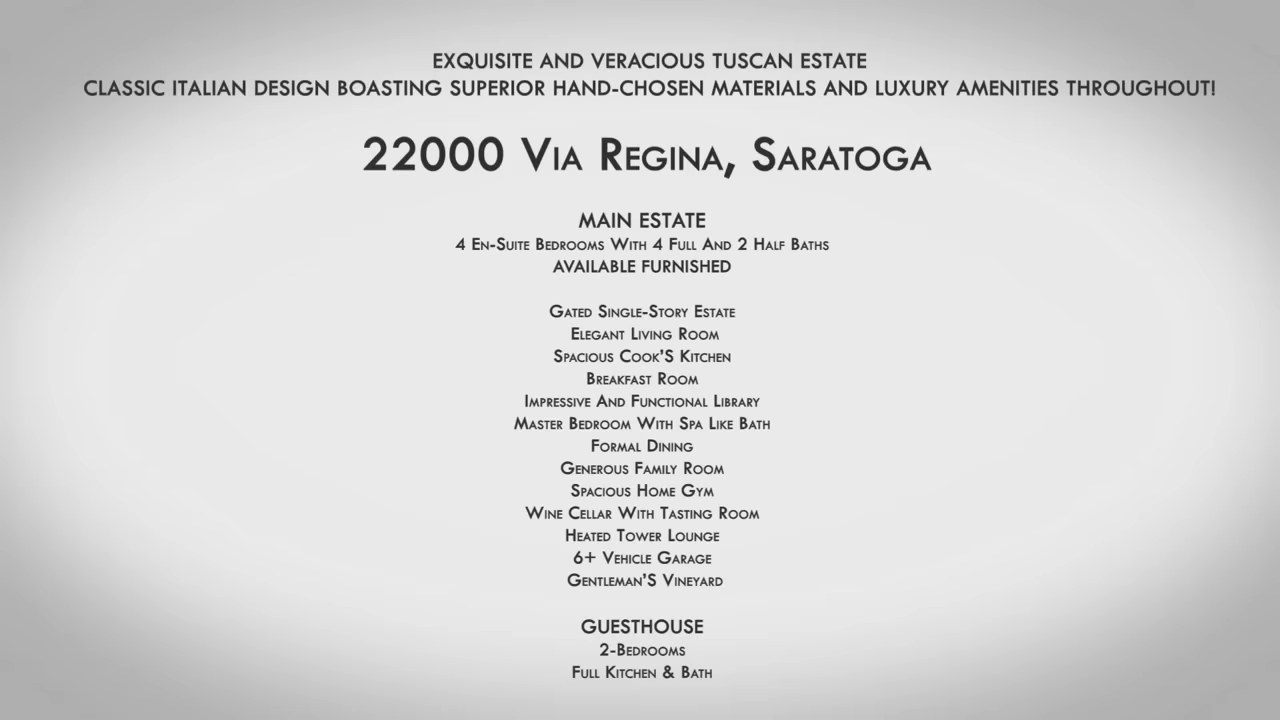 EXQUISITE AND VERACIOUS TUSCAN ESTATE
CLASSIC ITALIAN DESIGN BOASTING SUPERIOR HAND-CHOSEN MATERIALS AND LUXURY AMENITIES THROUGHOUT!
22000 Via Regina, Saratoga
MAIN ESTATE
4 En-Suite Bedrooms With 4 Full And 2 Half Baths
AVAILABLE FURNISHED
Gated Single-Story Estate
Elegant Living Room
Spacious Cook'S Kitchen
Breakfast Room
Impressive And Functional Library
Master Bedroom With Spa Like Bath
Formal Dining
Generous Family Room
Spacious Home Gym
Wine Cellar With Tasting Room
Heated Tower Lounge
6+ Vehicle Garage
Gentleman'S Vineyard
GUESTHOUSE
2-Bedrooms
Full Kitchen & Bath